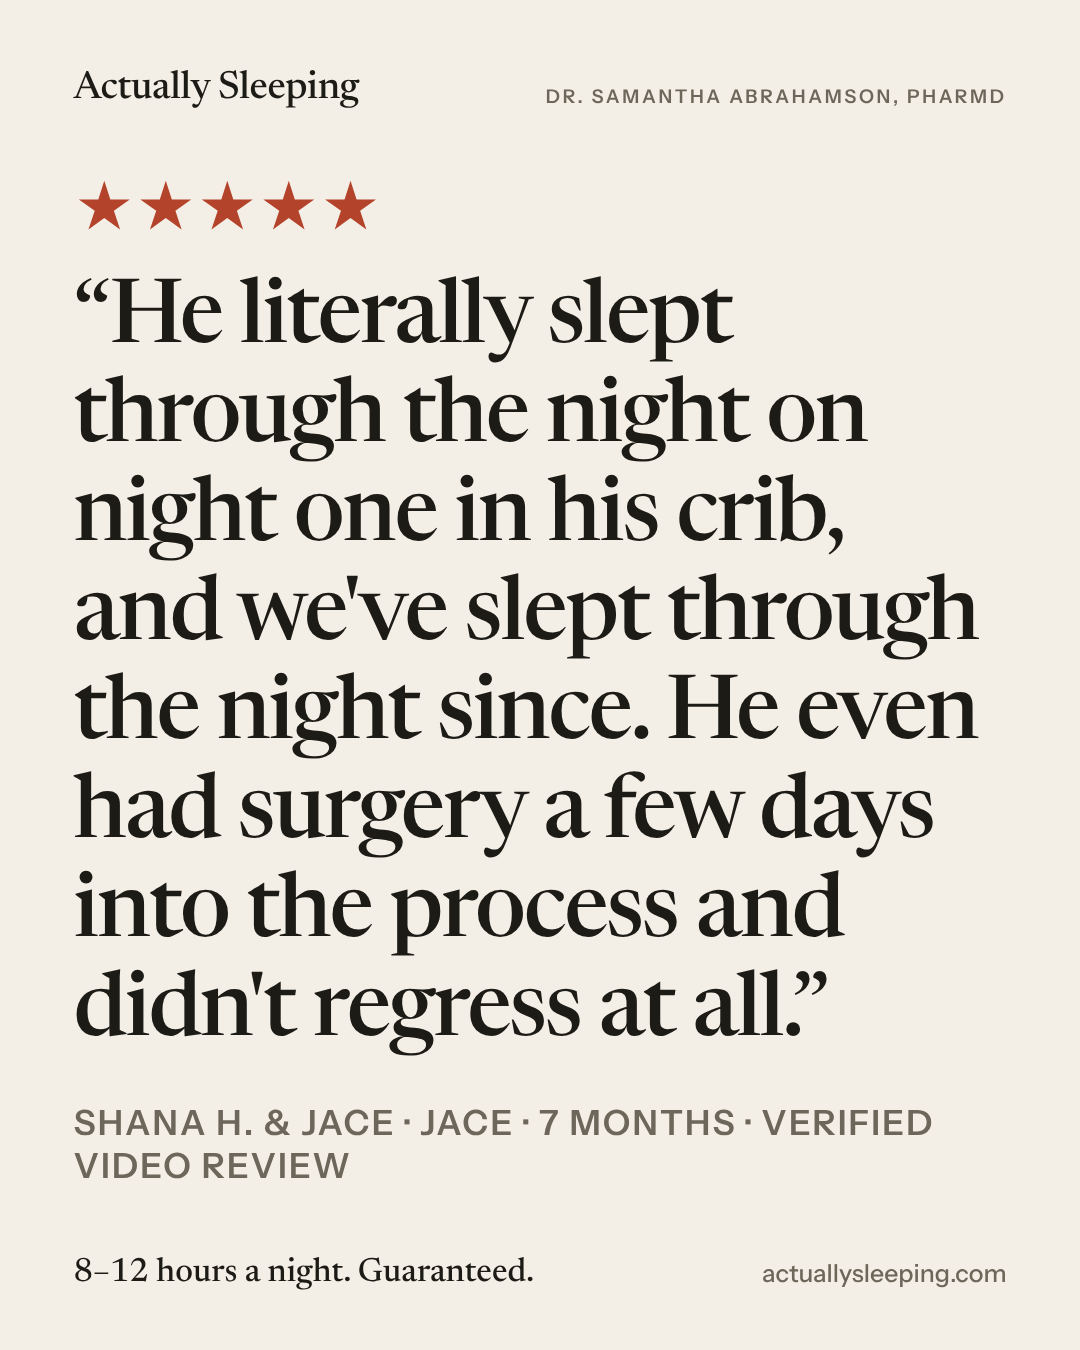 Actually Sleeping
DR. SAMANTHA ABRAHAMSON, PHARMD
★★★★★
“He literally slept
through the night on
night one in his crib,
and we've slept through
the night since. He even
had surgery a few days
into the process and
didn't regress at all.”
SHANA H. & JACE · JACE · 7 MONTHS · VERIFIED
VIDEO REVIEW
8–12 hours a night. Guaranteed.
actuallysleeping.com